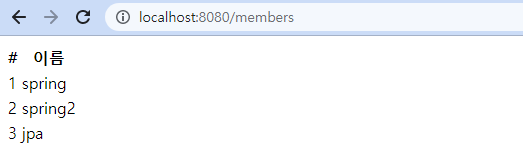 localhost:8080/members
# 이름
1 spring
2 spring2
3 jpa